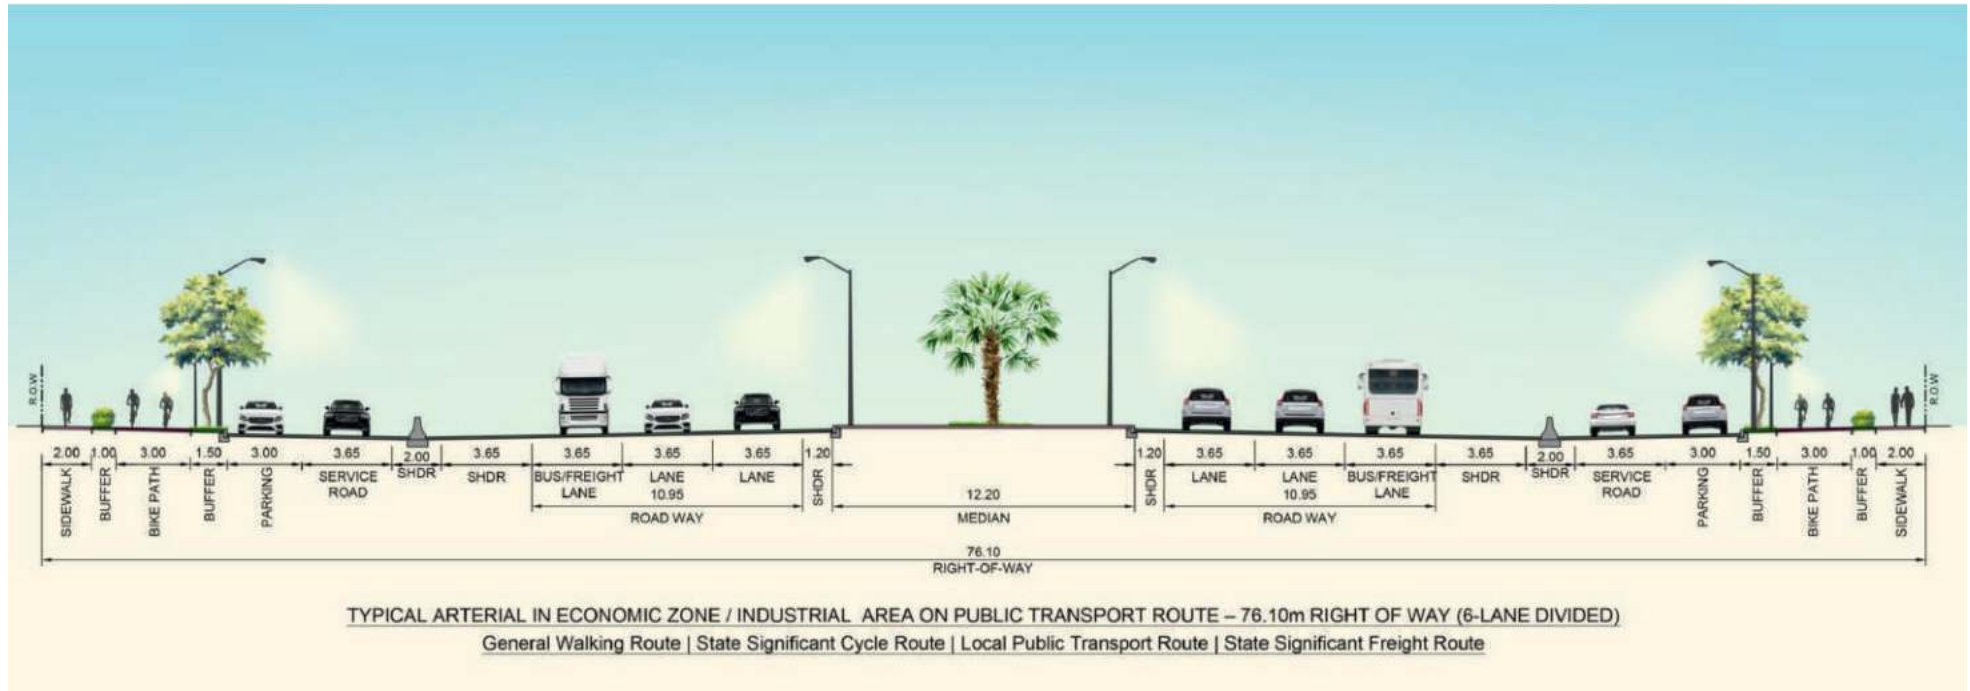 R.O.W
R.O.W
2.00 1.00 3.00 1.50 3.00 3.65 2.00 3.65 3.65 3.65 3.65 1.20 1.20 3.65 3.65 3.65 3.65 2.00 3.65 3.00 1.50 3.00 1.00 2.00
SIDEWALK BUFFER BIKE PATH BUFFER PARKING SERVICE ROAD SHDR SHDR BUS/FREIGHT LANE LANE LANE SHDR SHDR LANE LANE BUS/FREIGHT LANE SHDR SHDR SERVICE ROAD PARKING BUFFER BIKE PATH BUFFER SIDEWALK
10.95 12.20 10.95
ROAD WAY MEDIAN ROAD WAY
76.10
RIGHT-OF-WAY
TYPICAL ARTERIAL IN ECONOMIC ZONE / INDUSTRIAL AREA ON PUBLIC TRANSPORT ROUTE – 76.10m RIGHT OF WAY (6-LANE DIVIDED)
General Walking Route | State Significant Cycle Route | Local Public Transport Route | State Significant Freight Route